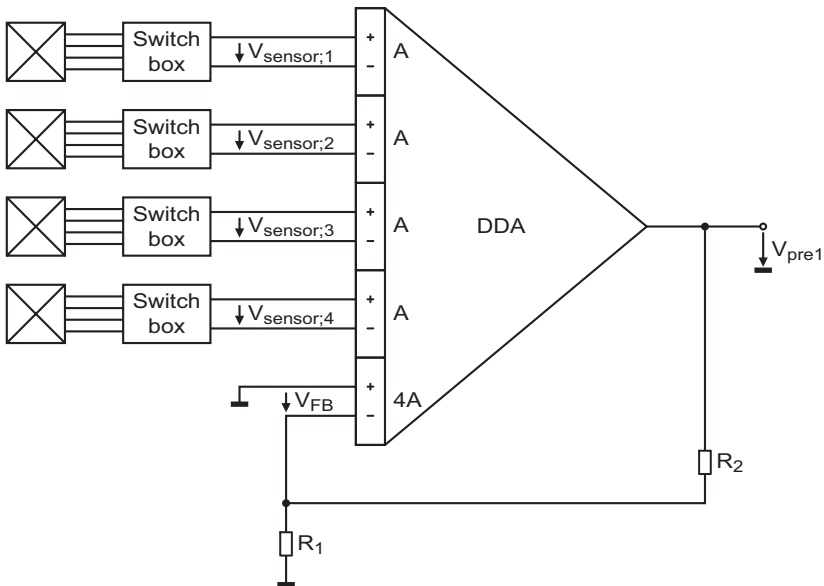 Switch
box
V_sensor;1
+
−
A
Switch
box
V_sensor;2
+
−
A
Switch
box
V_sensor;3
+
−
A
DDA
V_pre1
Switch
box
V_sensor;4
+
−
A
V_FB
+
−
4A
R_2
R_1